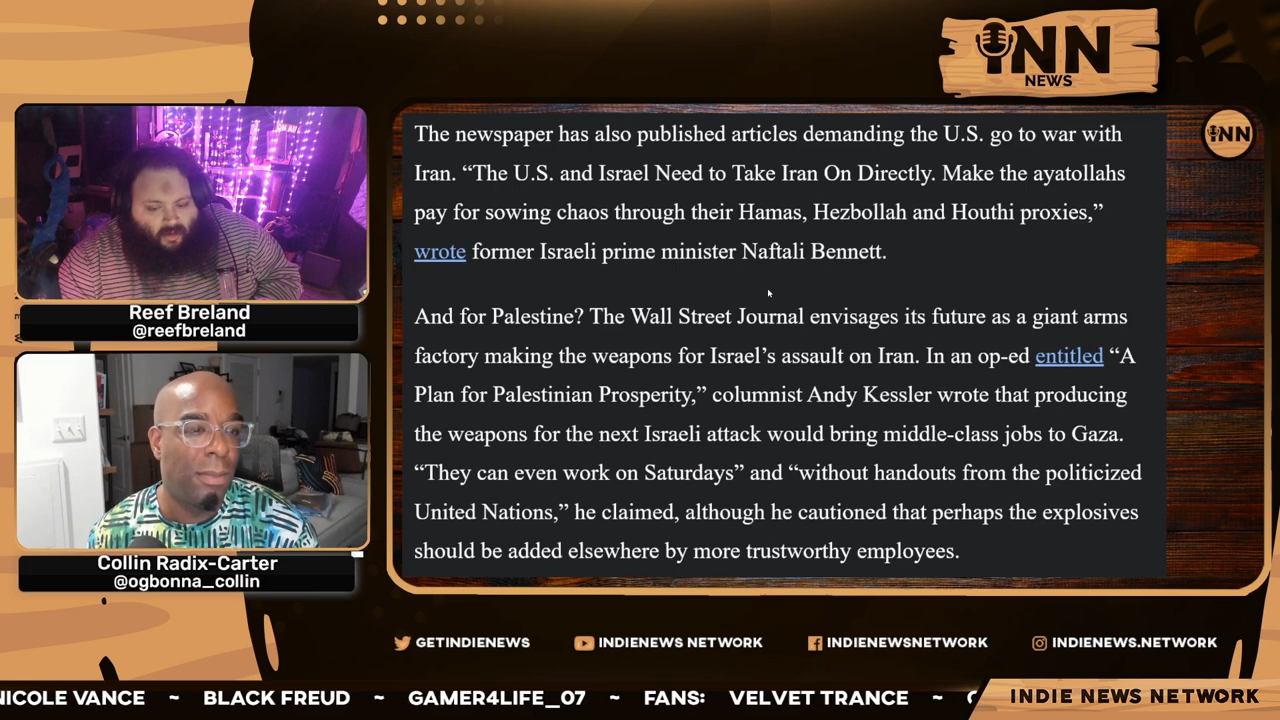 INN
NEWS
INN
The newspaper has also published articles demanding the U.S. go to war with
Iran. “The U.S. and Israel Need to Take Iran On Directly. Make the ayatollahs
pay for sowing chaos through their Hamas, Hezbollah and Houthi proxies,”
wrote former Israeli prime minister Naftali Bennett.
And for Palestine? The Wall Street Journal envisages its future as a giant arms
factory making the weapons for Israel’s assault on Iran. In an op-ed entitled “A
Plan for Palestinian Prosperity,” columnist Andy Kessler wrote that producing
the weapons for the next Israeli attack would bring middle-class jobs to Gaza.
“They can even work on Saturdays” and “without handouts from the politicized
United Nations,” he claimed, although he cautioned that perhaps the explosives
should be added elsewhere by more trustworthy employees.
Reef Breland
@reefbreland
Collin Radix-Carter
@ogbonna_collin
GETINDIENEWS
INDIENEWS NETWORK
INDIENEWSNETWORK
INDIENEWS.NETWORK
NICOLE VANCE ~ BLACK FREUD ~ GAMER4LIFE_07 ~ FANS: VELVET TRANCE ~
INDIE NEWS NETWORK